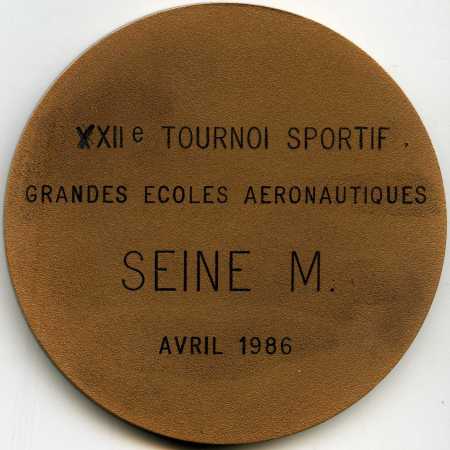 XXIIe TOURNOI SPORTIF.
GRANDES ECOLES AERONAUTIQUES
SEINE M.
AVRIL 1986